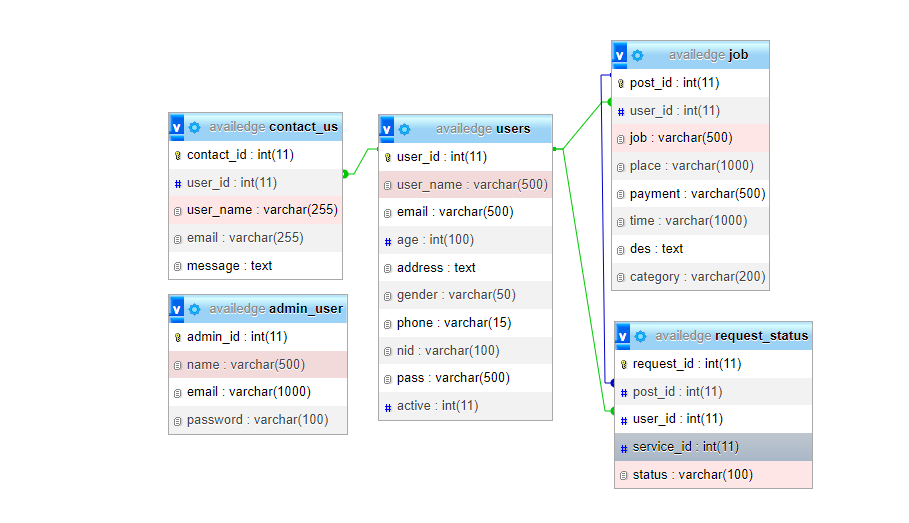 v availedge contact_us
contact_id : int(11)
# user_id : int(11)
user_name : varchar(255)
email : varchar(255)
message : text
v availedge admin_user
admin_id : int(11)
name : varchar(500)
email : varchar(1000)
password : varchar(100)
v availedge users
user_id : int(11)
user_name : varchar(500)
email : varchar(500)
# age : int(100)
address : text
gender : varchar(50)
phone : varchar(15)
nid : varchar(100)
pass : varchar(500)
# active : int(11)
v availedge job
post_id : int(11)
# user_id : int(11)
job : varchar(500)
place : varchar(1000)
payment : varchar(500)
time : varchar(1000)
des : text
category : varchar(200)
v availedge request_status
request_id : int(11)
# post_id : int(11)
# user_id : int(11)
# service_id : int(11)
status : varchar(100)